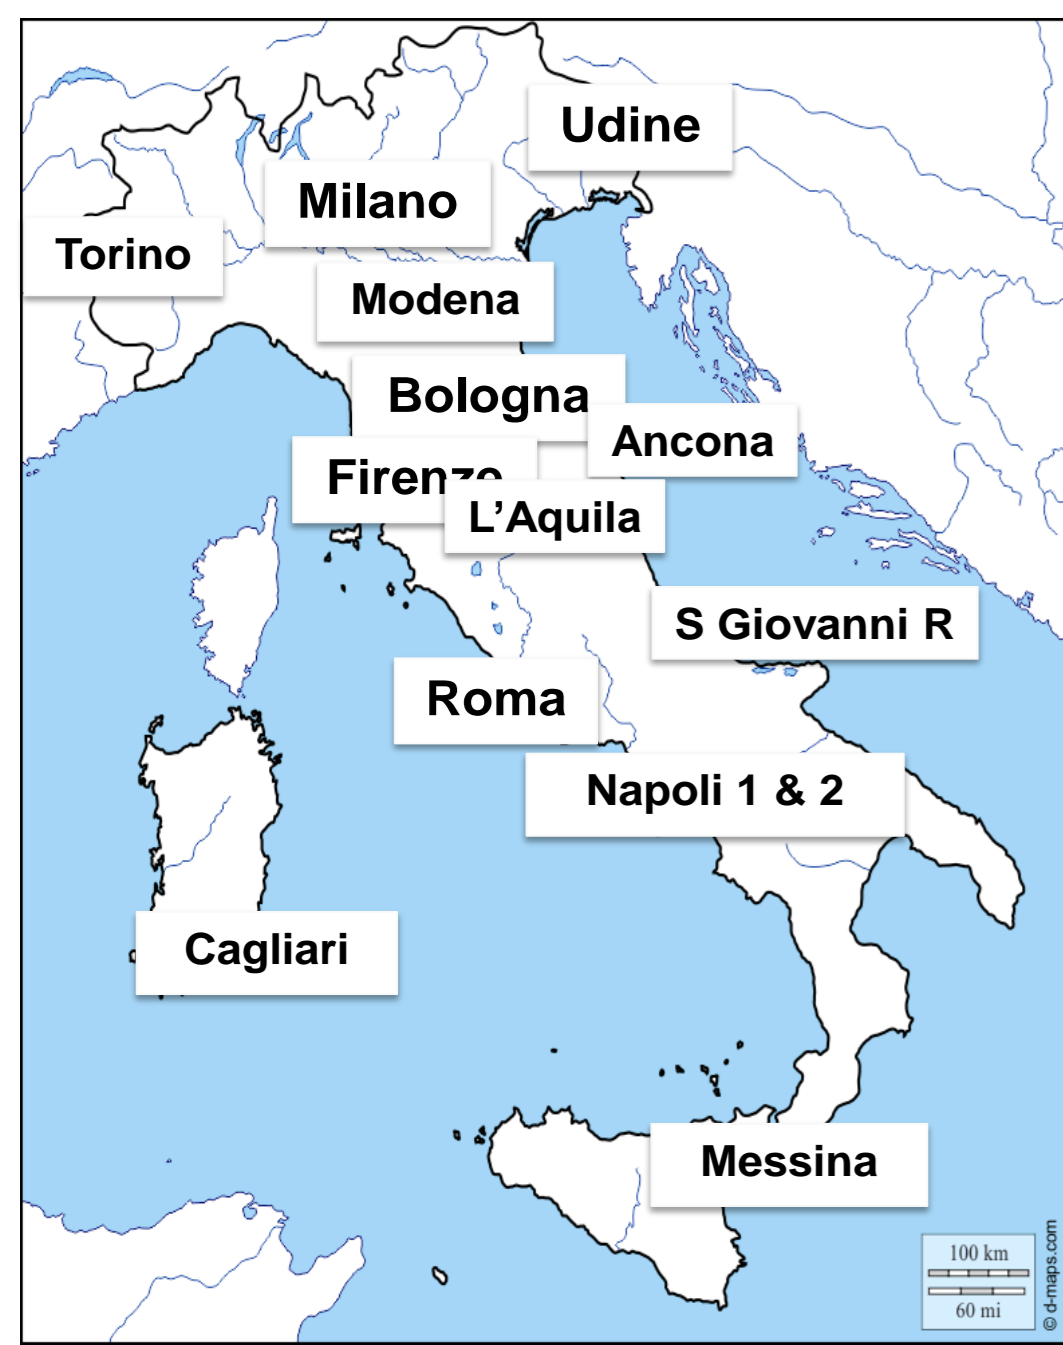 Udine
Milano
Torino
Modena
Bologna
Ancona
Firenze
L’Aquila
S Giovanni R
Roma
Napoli 1 & 2
Cagliari
Messina
100 km
60 mi
© d-maps.com